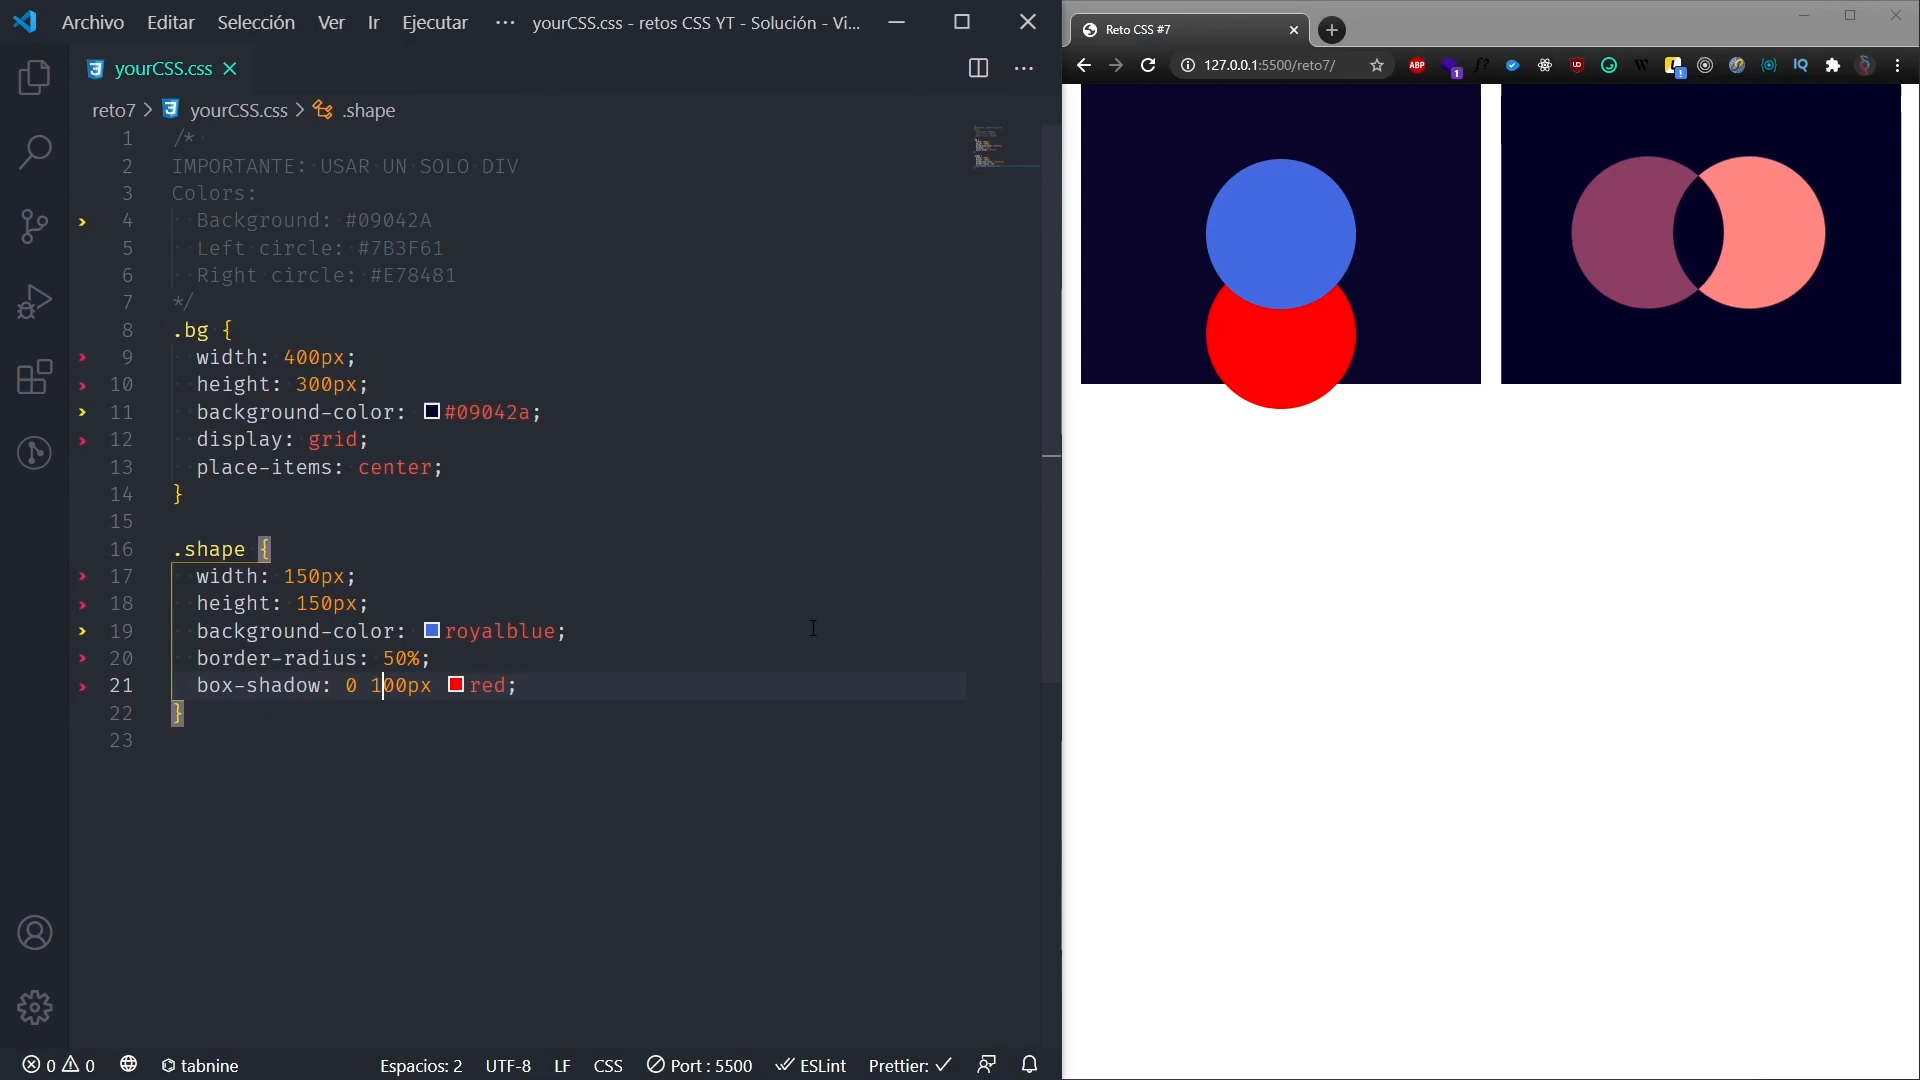 Archivo Editar Selección Ver Ir Ejecutar ··· yourCSS.css - retos CSS YT - Solución - Vi...
yourCSS.css
reto7 > yourCSS.css > .shape
1 /*
2 IMPORTANTE: USAR UN SOLO DIV
3 Colors:
4 Background: #09042A
5 Left circle: #7B3F61
6 Right circle: #E78481
7 */
8 .bg {
9 width: 400px;
10 height: 300px;
11 background-color: #09042a;
12 display: grid;
13 place-items: center;
14 }
15
16 .shape {
17 width: 150px;
18 height: 150px;
19 background-color: royalblue;
20 border-radius: 50%;
21 box-shadow: 0 100px red;
22 }
23
0 0 tabnine Espacios: 2 UTF-8 LF CSS Port : 5500 ESLint Prettier:
Reto CSS #7
127.0.0.1:5500/reto7/ ABP 1 f? UD W IQ